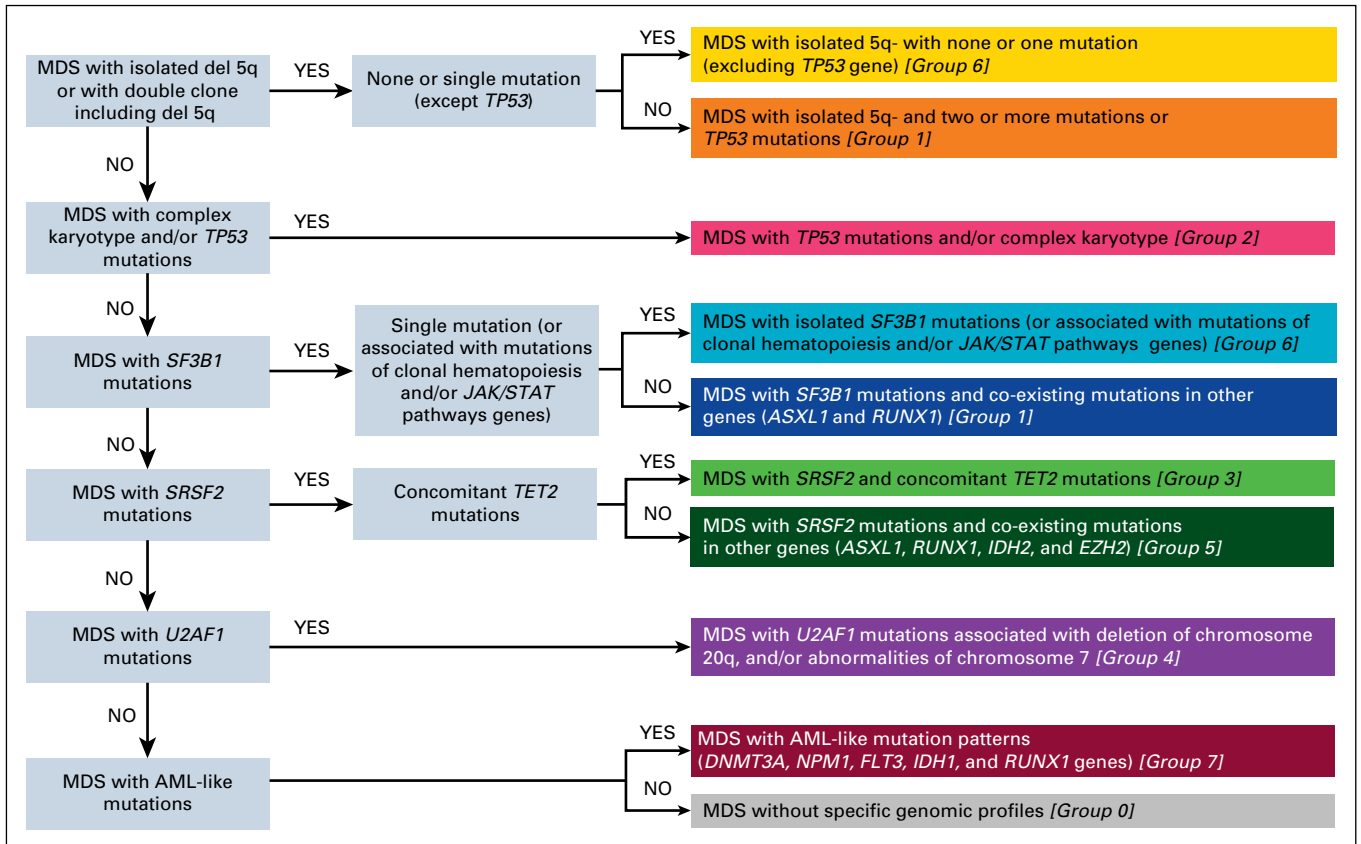 MDS with isolated del 5q
or with double clone
including del 5q
YES
None or single mutation
(except TP53)
YES
MDS with isolated 5q- with none or one mutation
(excluding TP53 gene) [Group 6]
NO
MDS with isolated 5q- and two or more mutations or
TP53 mutations [Group 1]
NO
MDS with complex
karyotype and/or TP53
mutations
YES
MDS with TP53 mutations and/or complex karyotype [Group 2]
NO
MDS with SF3B1
mutations
YES
Single mutation (or
associated with mutations
of clonal hematopoiesis
and/or JAK/STAT
pathways genes)
YES
MDS with isolated SF3B1 mutations (or associated with mutations of
clonal hematopoiesis and/or JAK/STAT pathways genes) [Group 6]
NO
MDS with SF3B1 mutations and co-existing mutations in other
genes (ASXL1 and RUNX1) [Group 1]
NO
MDS with SRSF2
mutations
YES
Concomitant TET2
mutations
YES
MDS with SRSF2 and concomitant TET2 mutations [Group 3]
NO
MDS with SRSF2 mutations and co-existing mutations
in other genes (ASXL1, RUNX1, IDH2, and EZH2) [Group 5]
NO
MDS with U2AF1
mutations
YES
MDS with U2AF1 mutations associated with deletion of chromosome
20q, and/or abnormalities of chromosome 7 [Group 4]
NO
MDS with AML-like
mutations
YES
MDS with AML-like mutation patterns
(DNMT3A, NPM1, FLT3, IDH1, and RUNX1 genes) [Group 7]
NO
MDS without specific genomic profiles [Group 0]